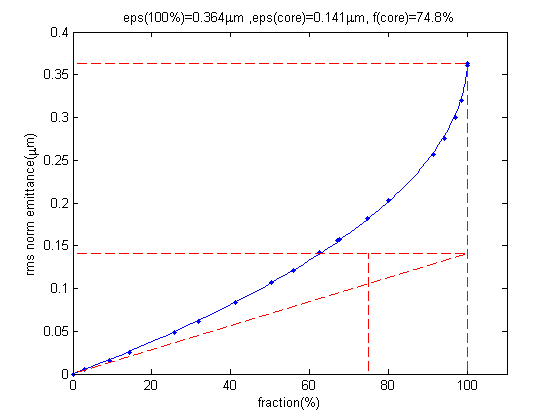 eps(100%)=0.364μm ,eps(core)=0.141μm, f(core)=74.8%
0.4
0.35
0.3
0.25
0.2
0.15
0.1
0.05
0
rms norm emittance(μm)
0 20 40 60 80 100
fraction(%)